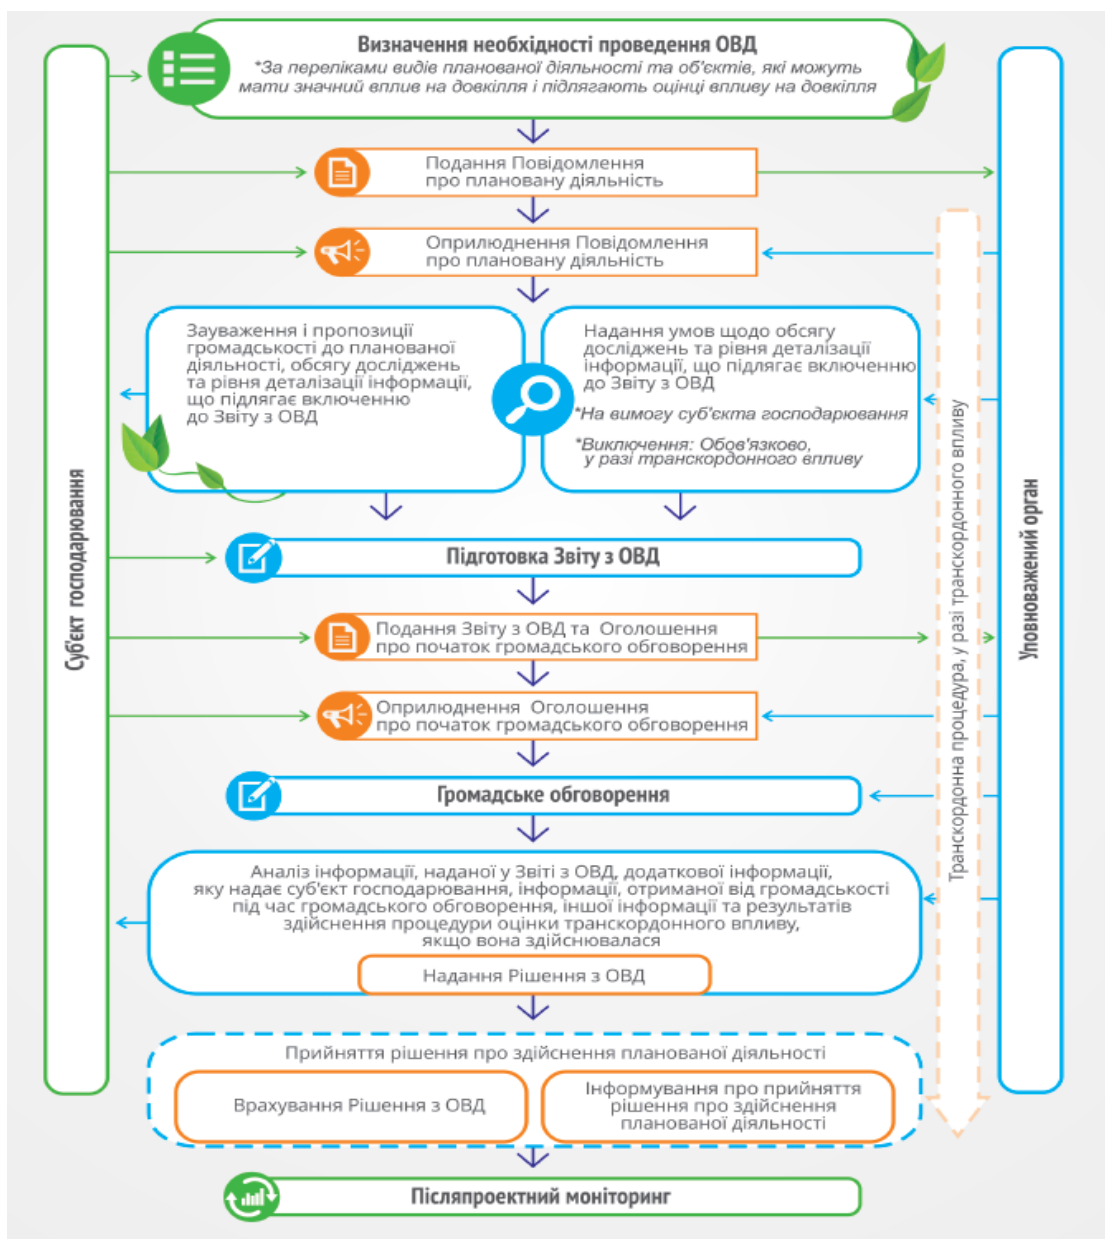 Визначення необхідності проведення ОВД
*За переліками видів планованої діяльності та об'єктів, які можуть
мати значний вплив на довкілля і підлягають оцінці впливу на довкілля
Подання Повідомлення
про плановану діяльність
Оприлюднення Повідомлення
про плановану діяльність
Зауваження і пропозиції
громадськості до планованої
діяльності, обсягу досліджень
та рівня деталізації інформації,
що підлягає включенню
до Звіту з ОВД
Надання умов щодо обсягу
досліджень та рівня деталізації
інформації, що підлягає включенню
до Звіту з ОВД
*На вимогу суб'єкта господарювання
*Виключення: Обов'язково,
у разі транскордонного впливу
Підготовка Звіту з ОВД
Подання Звіту з ОВД та Оголошення
про початок громадського обговорення
Оприлюднення Оголошення
про початок громадського обговорення
Громадське обговорення
Аналіз інформації, наданої у Звіті з ОВД, додаткової інформації,
яку надає суб'єкт господарювання, інформації, отриманої від громадськості
під час громадського обговорення, іншої інформації та результатів
здійснення процедури оцінки транскордонного впливу,
якщо вона здійснювалася
Надання Рішення з ОВД
Прийняття рішення про здійснення планованої діяльності
Врахування Рішення з ОВД
Інформування про прийняття
рішення про здійснення
планованої діяльності
Післяпроектний моніторинг
Суб'єкт господарювання
Транскордонна процедура, у разі транскордонного впливу
Уповноважений орган